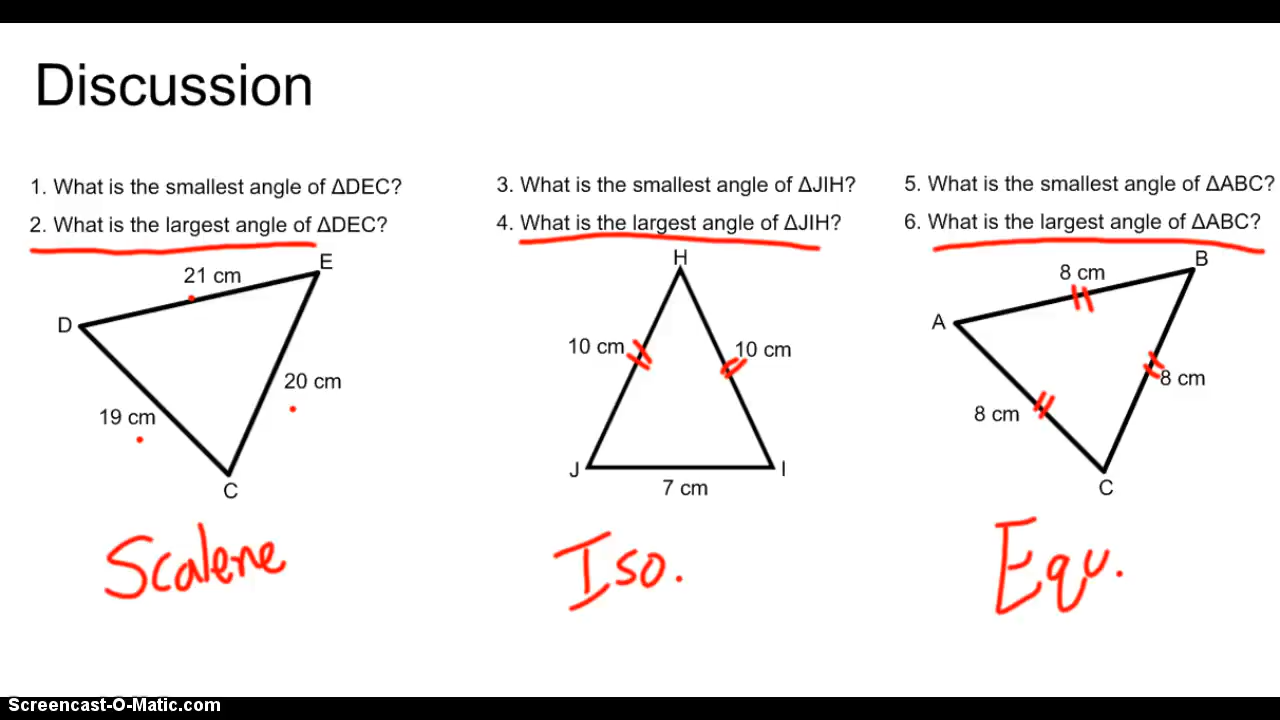 Discussion
1. What is the smallest angle of ΔDEC?
2. What is the largest angle of ΔDEC?
3. What is the smallest angle of ΔJIH?
4. What is the largest angle of ΔJIH?
5. What is the smallest angle of ΔABC?
6. What is the largest angle of ΔABC?
E
21 cm
D
20 cm
19 cm
C
H
10 cm
10 cm
J
I
7 cm
B
8 cm
A
8 cm
8 cm
C
Scalene
Iso.
Equ.
Screencast-O-Matic.com